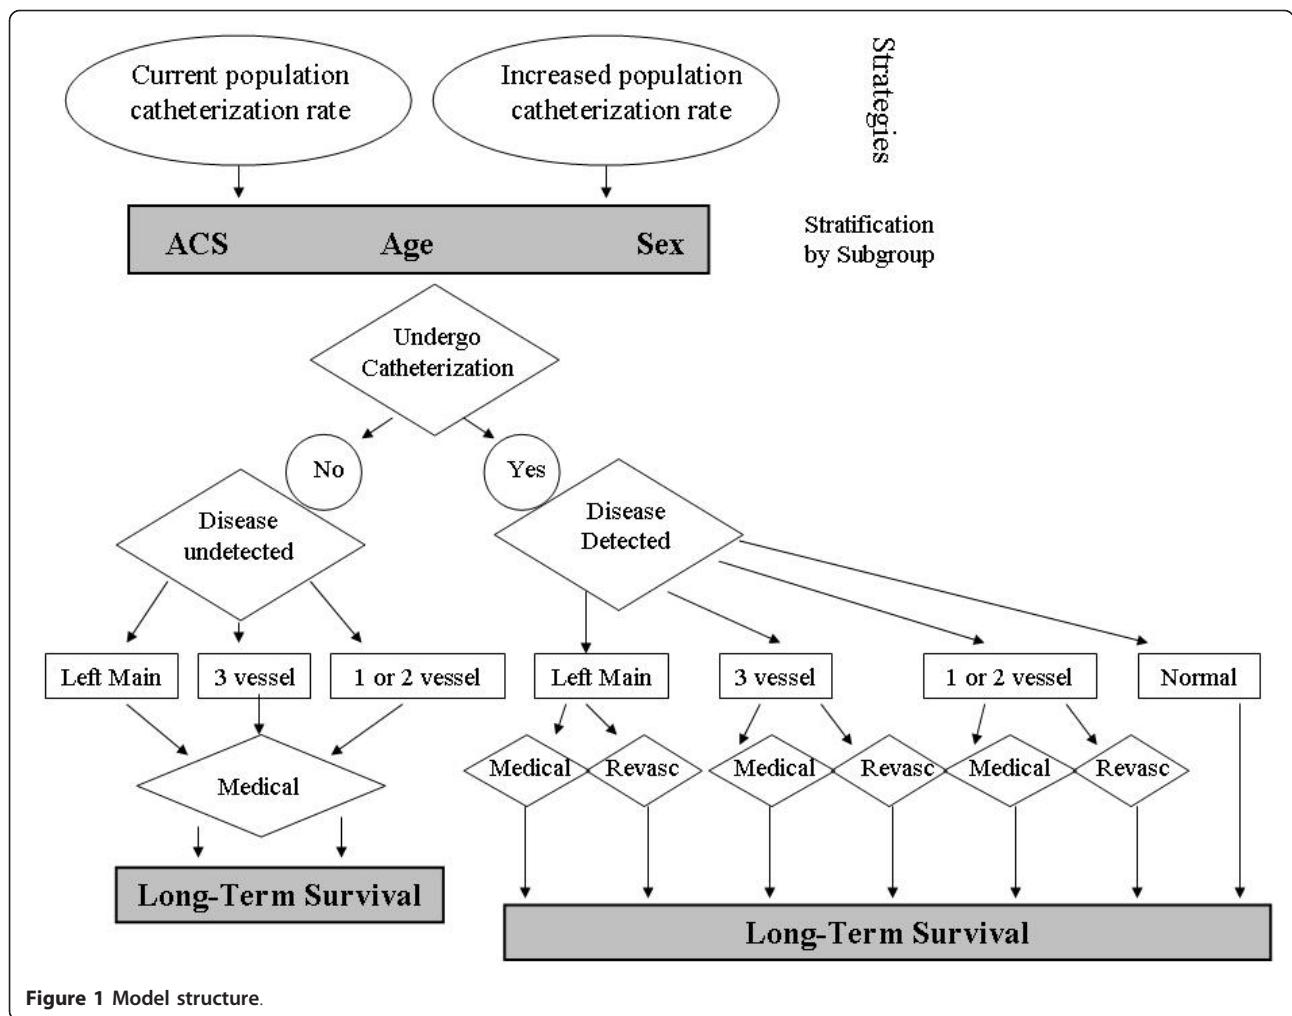 Current population
catheterization rate
Increased population
catheterization rate
Strategies
ACS Age Sex
Stratification
by Subgroup
Undergo
Catheterization
No
Yes
Disease
undetected
Disease
Detected
Left Main
3 vessel
1 or 2 vessel
Left Main
3 vessel
1 or 2 vessel
Normal
Medical
Medical
Revasc
Medical
Revasc
Medical
Revasc
Long-Term Survival
Long-Term Survival
Figure 1 Model structure.